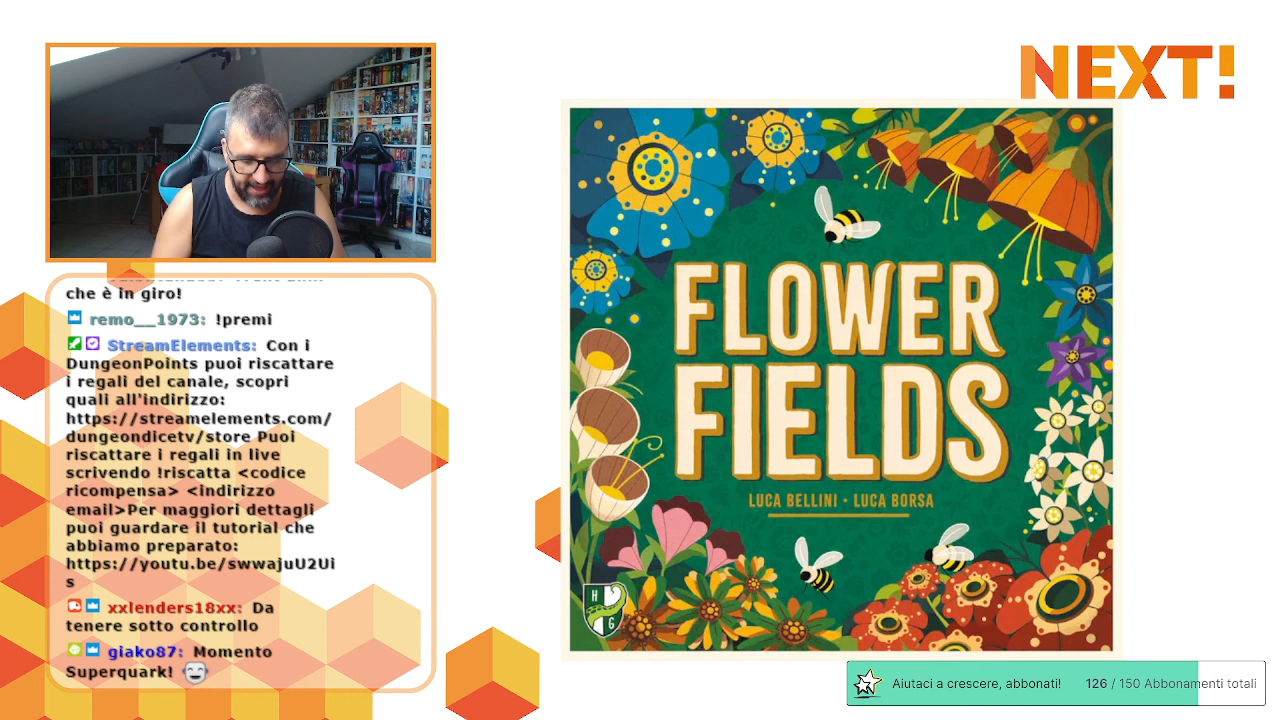 NEXT!
che è in giro!
remo__1973: !premi
StreamElements: Con i
DungeonPoints puoi riscattare
i regali del canale, scopri
quali all'indirizzo:
https://streamelements.com/
dungeondicetv/store Puoi
riscattare i regali in live
scrivendo !riscatta <codice
ricompensa> <indirizzo
email>Per maggiori dettagli
puoi guardare il tutorial che
abbiamo preparato:
https://youtu.be/swwajuU2Ui
s
xxlenders18xx: Da
tenere sotto controllo
giako87: Momento
Superquark!
FLOWER
FIELDS
LUCA BELLINI • LUCA BORSA
H
G
Aiutaci a crescere, abbonati! 126 / 150 Abbonamenti totali